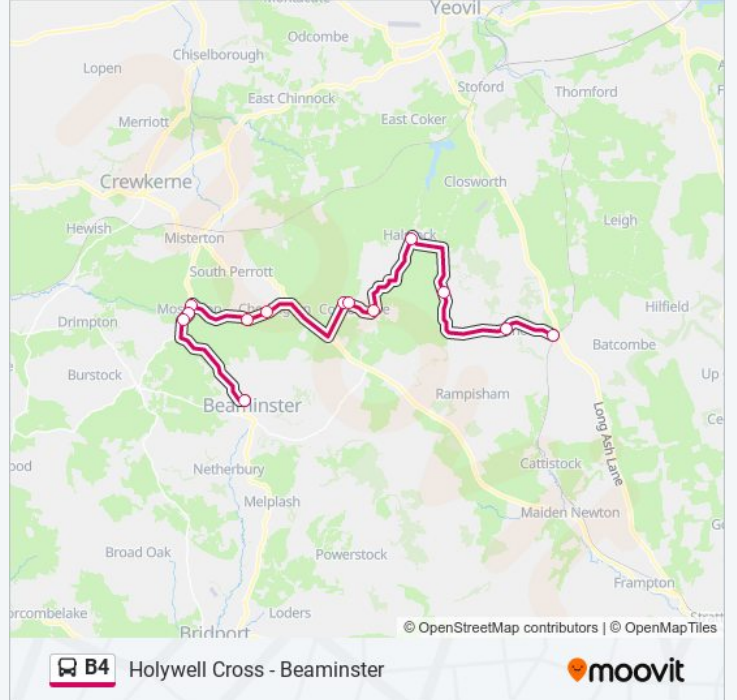 Yeovil
Odcombe
Chiselborough
Lopen
Stoford
Thornford
East Chinnock
Merriott
East Coker
Crewkerne
Closworth
Leigh
Hewish
Misterton
South Perrott
Hilfield
Drimpton
Batcombe
Burstock
Up
Rampisham
Beaminster
Long Ash Lane
Netherbury
Cattistock
Melplash
Maiden Newton
Broad Oak
Powerstock
Frampton
orcombelake
Loders
Bridport
© OpenStreetMap contributors | © OpenMapTiles
B4 Holywell Cross - Beaminster
moovit